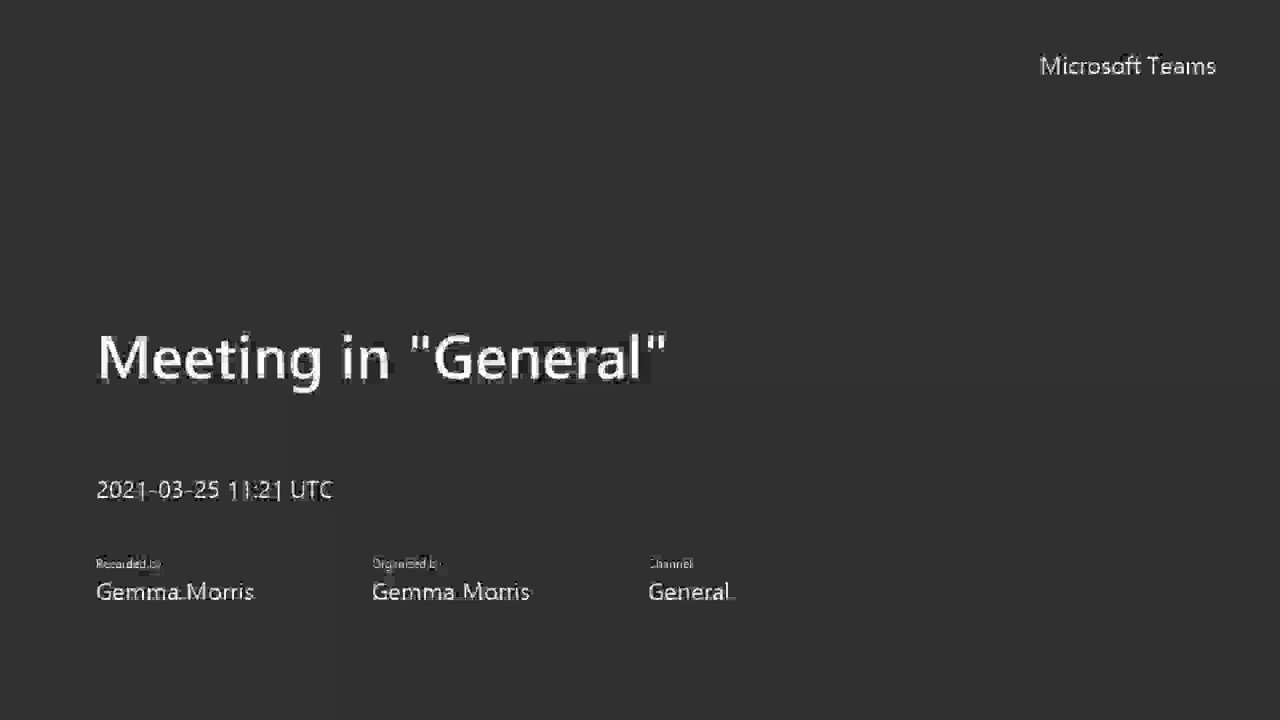 Microsoft Teams
Meeting in "General"
2021-03-25 11:21 UTC
Recorded by Organized by Channel
Gemma Morris Gemma Morris General